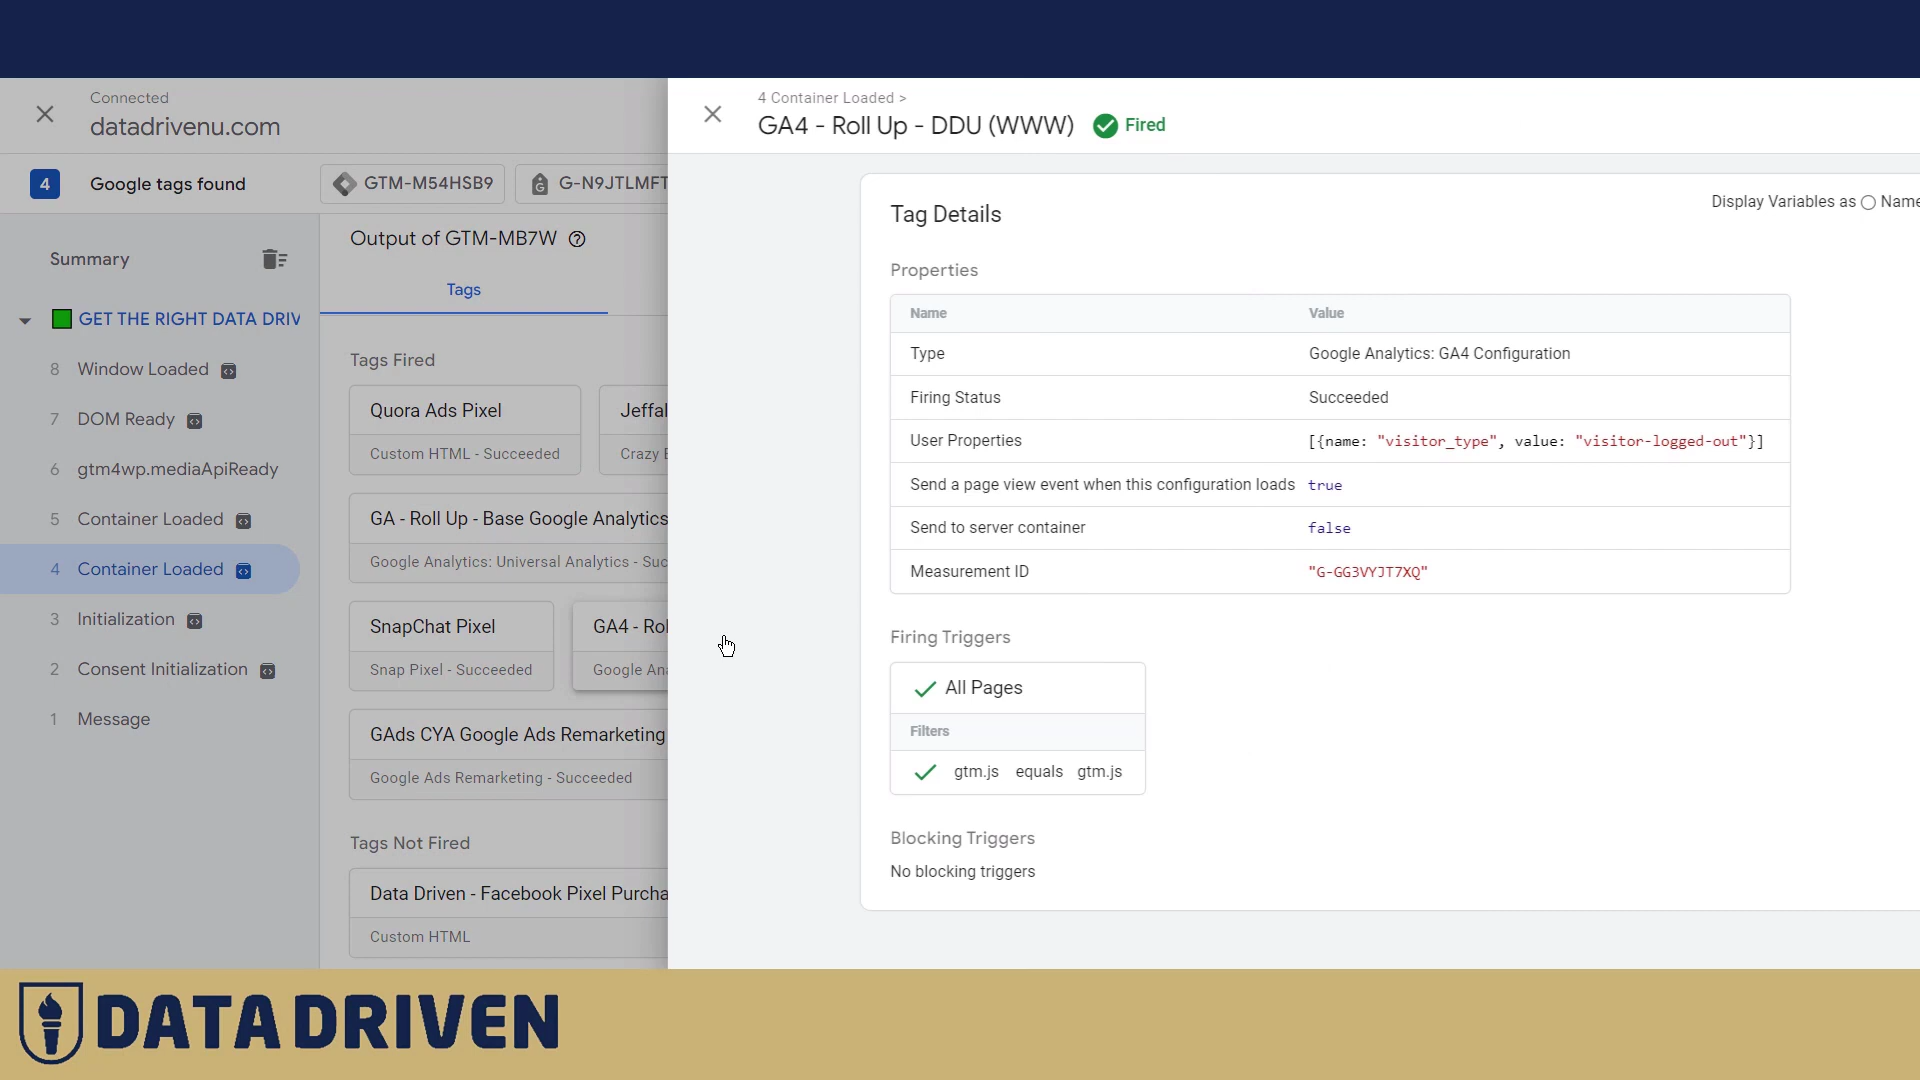 Connected
datadrivenu.com
4 Google tags found
GTM-M54HSB9
G-N9JTLMFT
Summary
GET THE RIGHT DATA DRIV
8 Window Loaded
7 DOM Ready
6 gtm4wp.mediaApiReady
5 Container Loaded
4 Container Loaded
3 Initialization
2 Consent Initialization
1 Message
Output of GTM-MB7W
Tags
Tags Fired
Quora Ads Pixel
Custom HTML - Succeeded
Jeffal
Crazy E
GA - Roll Up - Base Google Analytics
Google Analytics: Universal Analytics - Suc
SnapChat Pixel
Snap Pixel - Succeeded
GA4 - Rol
Google Ana
GAds CYA Google Ads Remarketing
Google Ads Remarketing - Succeeded
Tags Not Fired
Data Driven - Facebook Pixel Purcha
Custom HTML
4 Container Loaded >
GA4 - Roll Up - DDU (WWW) Fired
Tag Details
Display Variables as Name
Properties
Name Value
Type Google Analytics: GA4 Configuration
Firing Status Succeeded
User Properties [{name: "visitor_type", value: "visitor-logged-out"}]
Send a page view event when this configuration loads true
Send to server container false
Measurement ID "G-GG3VYJT7XQ"
Firing Triggers
All Pages
Filters
gtm.js equals gtm.js
Blocking Triggers
No blocking triggers
DATA DRIVEN